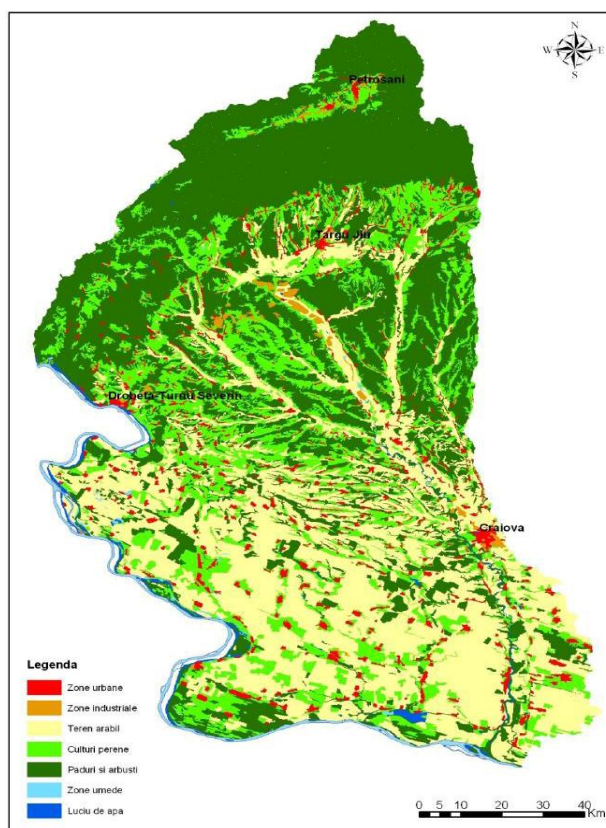 N
W E
S
Petrosani
Targu Jiu
Drobeta-Turnu Severin
Craiova
Legenda
Zone urbane
Zone industriale
Teren arabil
Culturi perene
Paduri si arbusti
Zone umede
Luciu de apa
0 5 10 20 30 40
Km